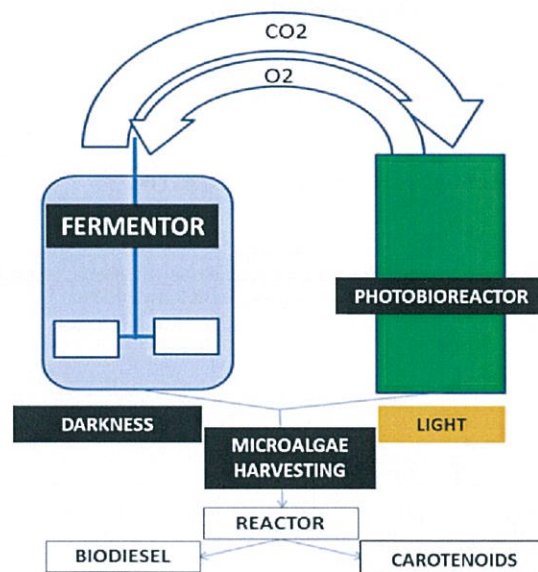 CO2
O2
FERMENTOR
PHOTOBIOREACTOR
DARKNESS
LIGHT
MICROALGAE
HARVESTING
REACTOR
BIODIESEL
CAROTENOIDS